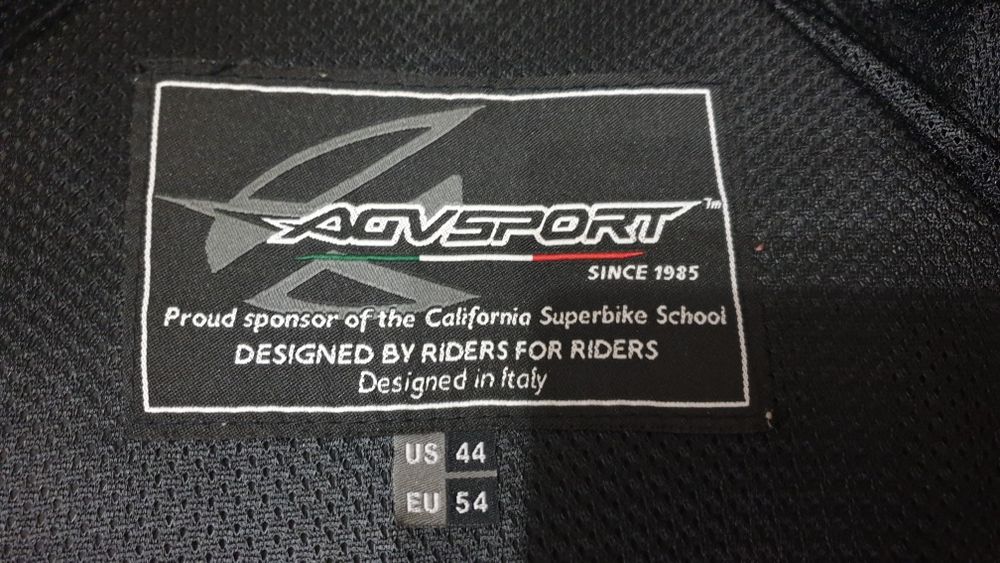 AGVSPORT™
SINCE 1985
Proud sponsor of the California Superbike School
DESIGNED BY RIDERS FOR RIDERS
Designed in Italy
US 44
EU 54